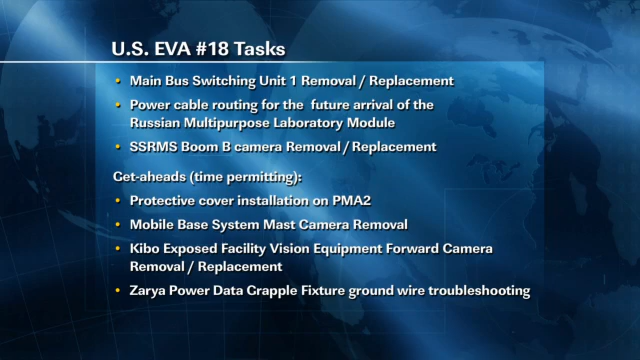 U.S. EVA #18 Tasks
• Main Bus Switching Unit 1 Removal / Replacement
• Power cable routing for the future arrival of the
Russian Multipurpose Laboratory Module
• SSRMS Boom B camera Removal / Replacement
Get-aheads (time permitting):
• Protective cover installation on PMA2
• Mobile Base System Mast Camera Removal
• Kibo Exposed Facility Vision Equipment Forward Camera
Removal / Replacement
• Zarya Power Data Grapple Fixture ground wire troubleshooting